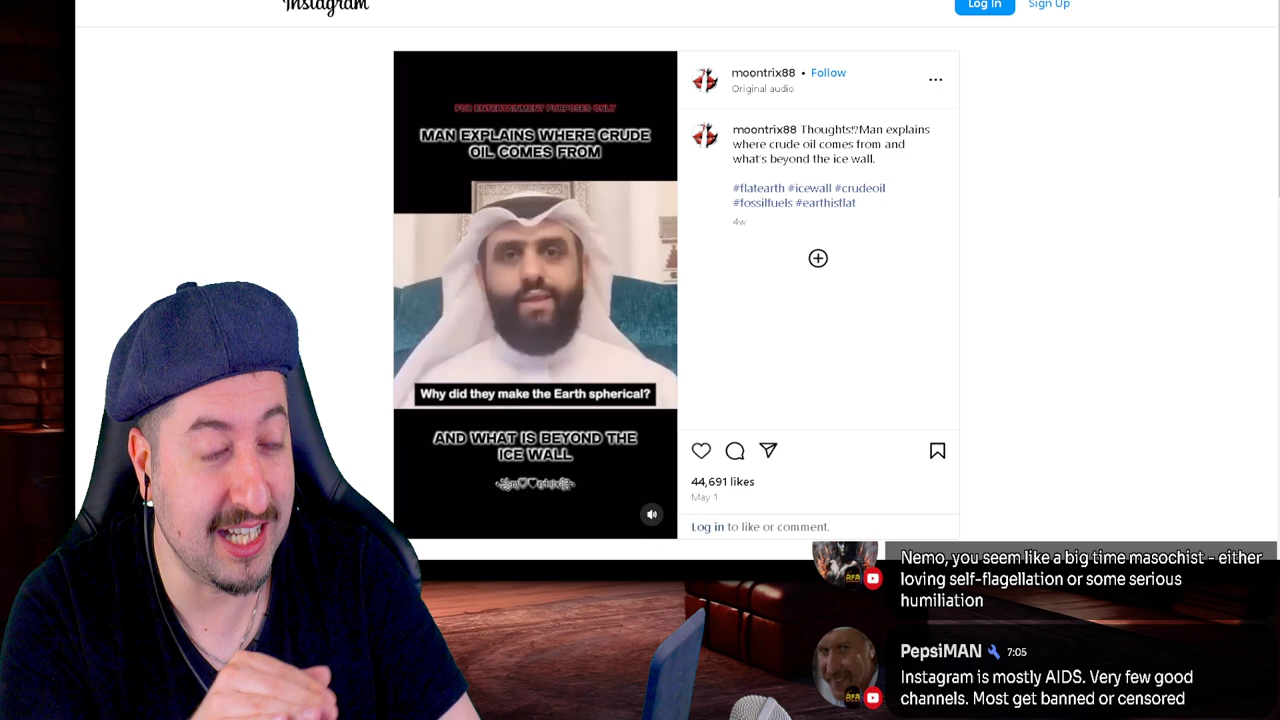 Instagram
Log In
Sign Up
FOR ENTERTAINMENT PURPOSES ONLY
MAN EXPLAINS WHERE CRUDE
OIL COMES FROM
Why did they make the Earth spherical?
AND WHAT IS BEYOND THE
ICE WALL
moontrix88 • Follow
Original audio
moontrix88 Thoughts!?Man explains
where crude oil comes from and
what's beyond the ice wall.
#flatearth #icewall #crudeoil
#fossilfuels #earthisflat
4w
44,691 likes
May 1
Log in to like or comment.
Nemo, you seem like a big time masochist - either
loving self-flagellation or some serious
humiliation
PepsiMAN 7:05
Instagram is mostly AIDS. Very few good
channels. Most get banned or censored